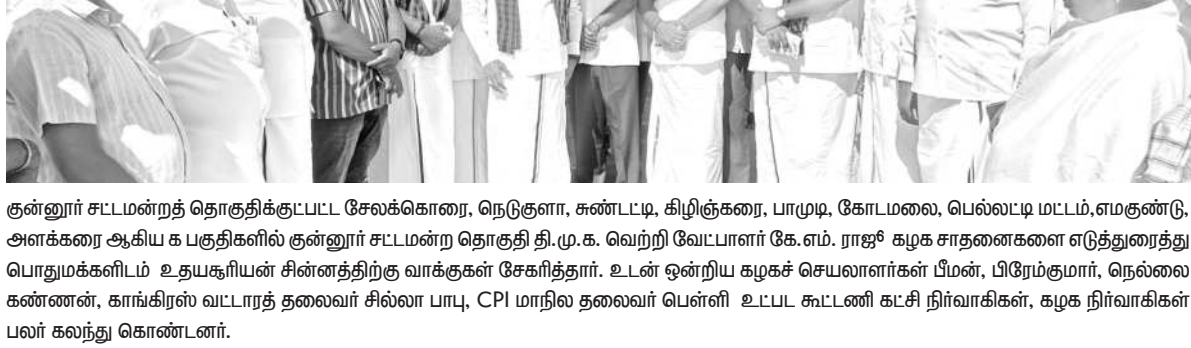 குன்னூர் சட்டமன்றத் தொகுதிக்குட்பட்ட சேலக்கொரை, நெடுகுளா, சுண்டட்டி, கிழிஞ்கரை, பாமுடி, கோடமலை, பெல்லட்டி மட்டம்,எமகுண்டு,
அளக்கரை ஆகிய க பகுதிகளில் குன்னூர் சட்டமன்ற தொகுதி தி.மு.க. வெற்றி வேட்பாளர் கே.எம். ராஜூ கழக சாதனைகளை எடுத்துரைத்து
பொதுமக்களிடம் உதயசூரியன் சின்னத்திற்கு வாக்குகள் சேகரித்தார். உடன் ஒன்றிய கழகச் செயலாளர்கள் பீமன், பிரேம்குமார், நெல்லை
கண்ணன், காங்கிரஸ் வட்டாரத் தலைவர் சில்லா பாபு, CPI மாநில தலைவர் பெள்ளி உட்பட கூட்டணி கட்சி நிர்வாகிகள், கழக நிர்வாகிகள்
பலர் கலந்து கொண்டனர்.